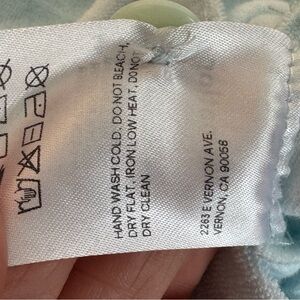 HAND WASH COLD. DO NOT BLEACH,
DRY FLAT. IRON LOW HEAT, DO NO
DRY CLEAN
2263 E VERNON AVE.
VERNON, CA 90058